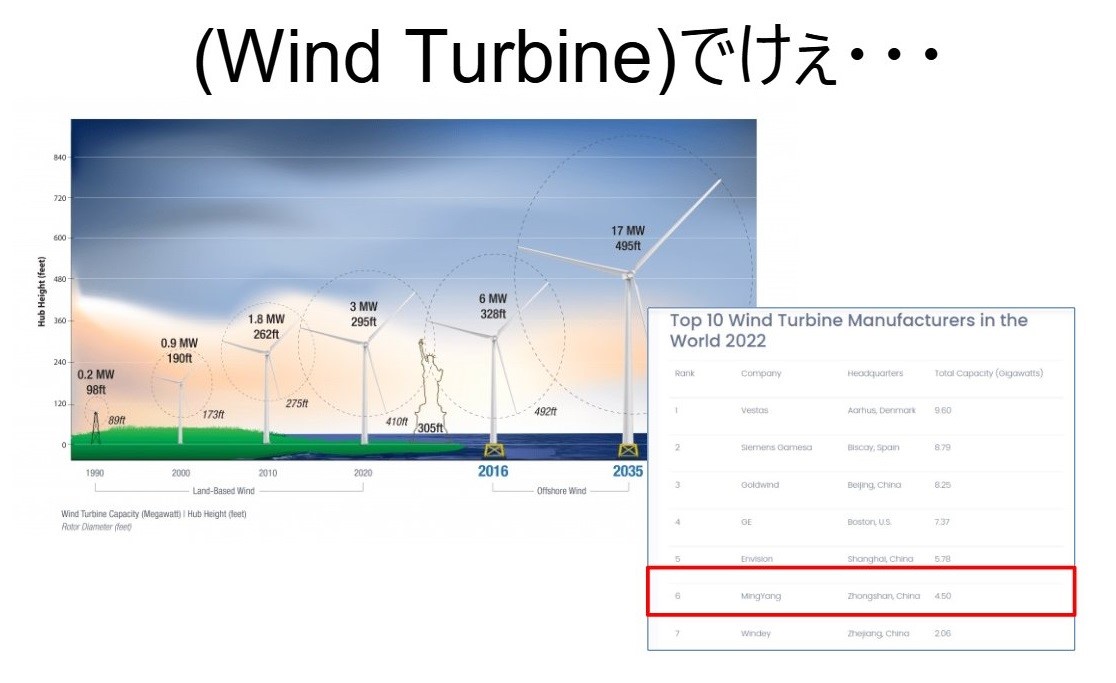 (Wind Turbine)でけぇ・・・
Hub Height (feet)
840
720
600
480
360
240
120
0
0.2 MW
98ft
89ft
0.9 MW
190ft
173ft
1.8 MW
262ft
275ft
3 MW
295ft
410ft
305ft
6 MW
328ft
492ft
17 MW
495ft
1990 2000 2010 2020 2016 2035
Land-Based Wind Offshore Wind
Wind Turbine Capacity (Megawatt) | Hub Height (feet)
Rotor Diameter (feet)
Top 10 Wind Turbine Manufacturers in the
World 2022
Rank Company Headquarters Total Capacity (Gigawatts)
1 Vestas Aarhus, Denmark 9.60
2 Siemens Gamesa Biscay, Spain 8.79
3 Goldwind Beijing, China 8.25
4 GE Boston, U.S. 7.37
5 Envision Shanghai, China 5.78
6 MingYang Zhongshan, China 4.50
7 Windey Zhejiang, China 2.06